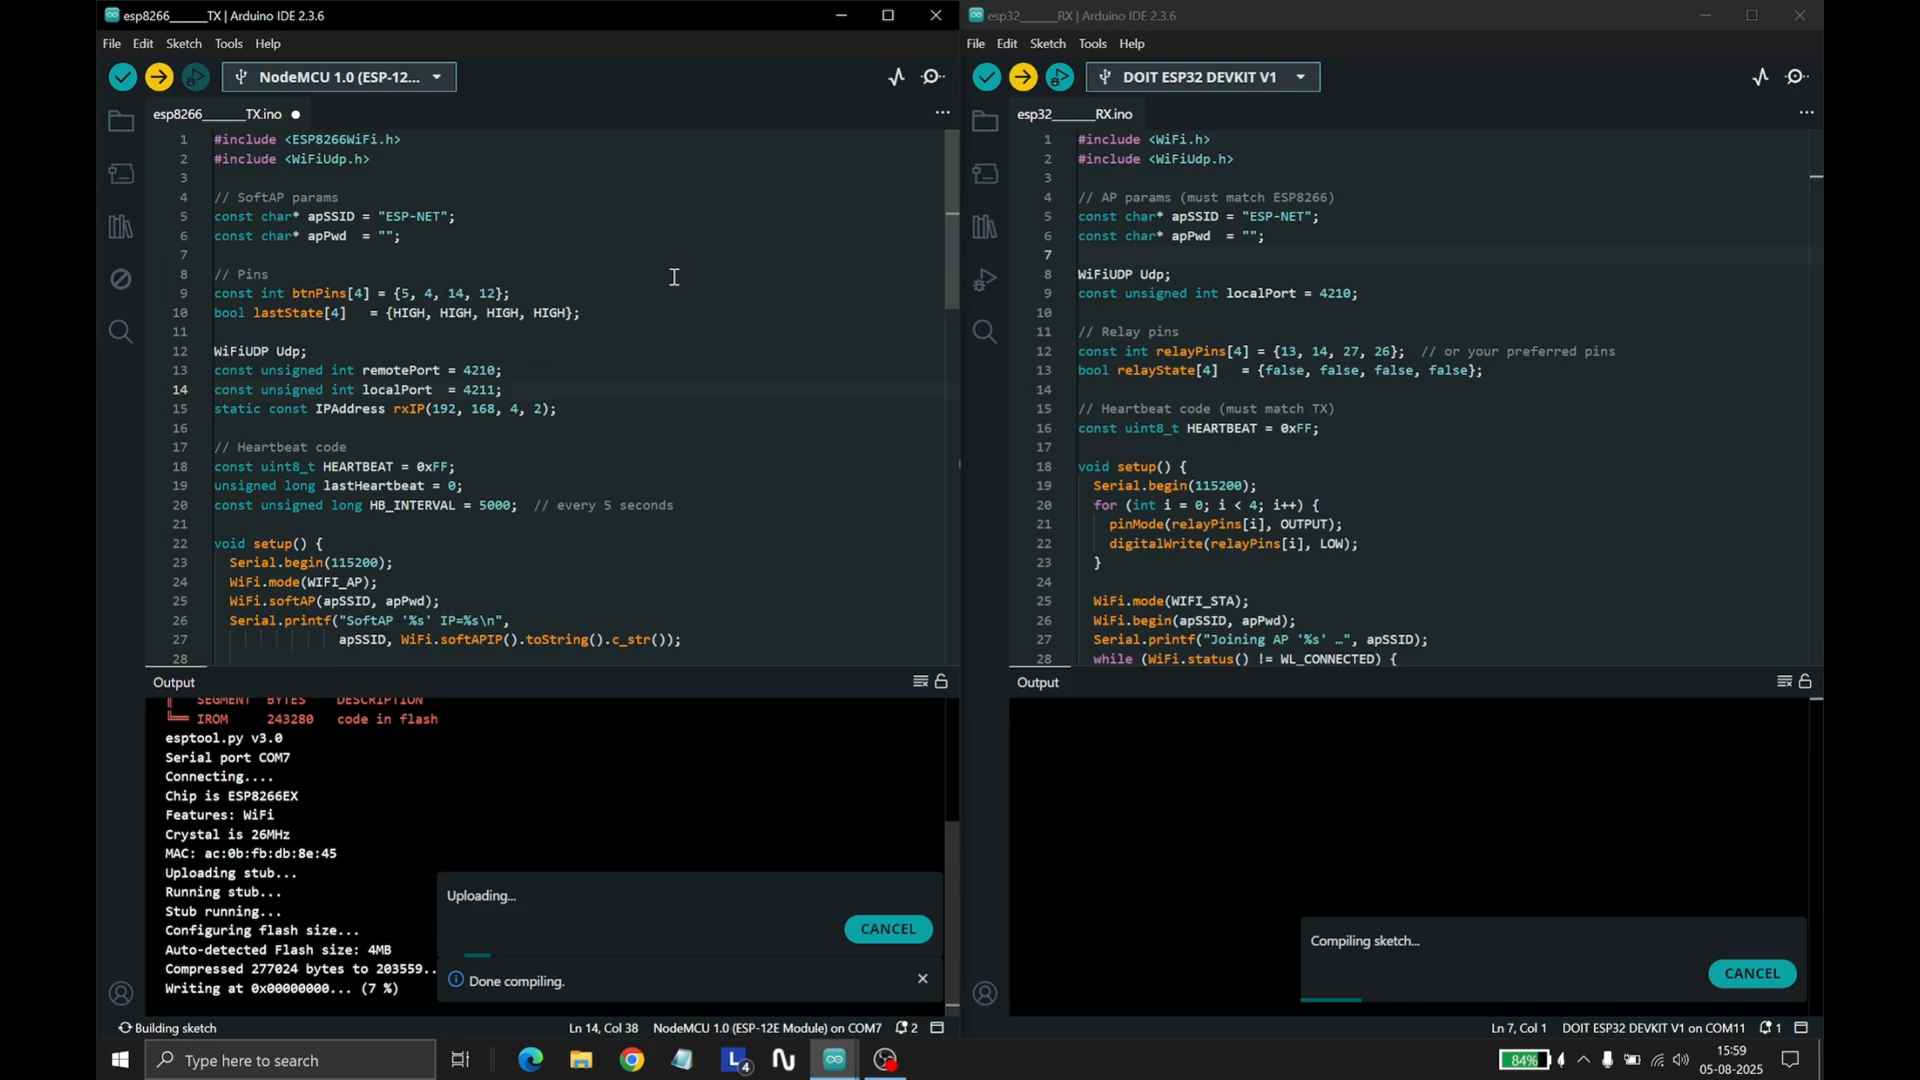 esp8266______TX | Arduino IDE 2.3.6
File Edit Sketch Tools Help
NodeMCU 1.0 (ESP-12...
esp8266______TX.ino
1 #include <ESP8266WiFi.h>
2 #include <WiFiUdp.h>
3
4 // SoftAP params
5 const char* apSSID = "ESP-NET";
6 const char* apPwd  = "";
7
8 // Pins
9 const int btnPins[4] = {5, 4, 14, 12};
10 bool lastState[4]   = {HIGH, HIGH, HIGH, HIGH};
11
12 WiFiUDP Udp;
13 const unsigned int remotePort = 4210;
14 const unsigned int localPort  = 4211;
15 static const IPAddress rxIP(192, 168, 4, 2);
16
17 // Heartbeat code
18 const uint8_t HEARTBEAT = 0xFF;
19 unsigned long lastHeartbeat = 0;
20 const unsigned long HB_INTERVAL = 5000;  // every 5 seconds
21
22 void setup() {
23   Serial.begin(115200);
24   WiFi.mode(WIFI_AP);
25   WiFi.softAP(apSSID, apPwd);
26   Serial.printf("SoftAP '%s' IP=%s\n",
27                 apSSID, WiFi.softAPIP().toString().c_str());
28
Output
SEGMENT BYTES DESCRIPTION
IROM 243280 code in flash
esptool.py v3.0
Serial port COM7
Connecting....
Chip is ESP8266EX
Features: WiFi
Crystal is 26MHz
MAC: ac:0b:fb:db:8e:45
Uploading stub...
Running stub...
Stub running...
Configuring flash size...
Auto-detected Flash size: 4MB
Compressed 277024 bytes to 203559..
Writing at 0x00000000... (7 %)
Uploading...
CANCEL
Done compiling.
Building sketch
Ln 14, Col 38 NodeMCU 1.0 (ESP-12E Module) on COM7 2
esp32______RX | Arduino IDE 2.3.6
File Edit Sketch Tools Help
DOIT ESP32 DEVKIT V1
esp32______RX.ino
1 #include <WiFi.h>
2 #include <WiFiUdp.h>
3
4 // AP params (must match ESP8266)
5 const char* apSSID = "ESP-NET";
6 const char* apPwd  = "";
7
8 WiFiUDP Udp;
9 const unsigned int localPort = 4210;
10
11 // Relay pins
12 const int relayPins[4] = {13, 14, 27, 26};  // or your preferred pins
13 bool relayState[4]   = {false, false, false, false};
14
15 // Heartbeat code (must match TX)
16 const uint8_t HEARTBEAT = 0xFF;
17
18 void setup() {
19   Serial.begin(115200);
20   for (int i = 0; i < 4; i++) {
21     pinMode(relayPins[i], OUTPUT);
22     digitalWrite(relayPins[i], LOW);
23   }
24
25   WiFi.mode(WIFI_STA);
26   WiFi.begin(apSSID, apPwd);
27   Serial.printf("Joining AP '%s' …", apSSID);
28   while (WiFi.status() != WL_CONNECTED) {
Output
Compiling sketch...
CANCEL
Ln 7, Col 1 DOIT ESP32 DEVKIT V1 on COM11 1
Type here to search
L 4
84%
15:59
05-08-2025